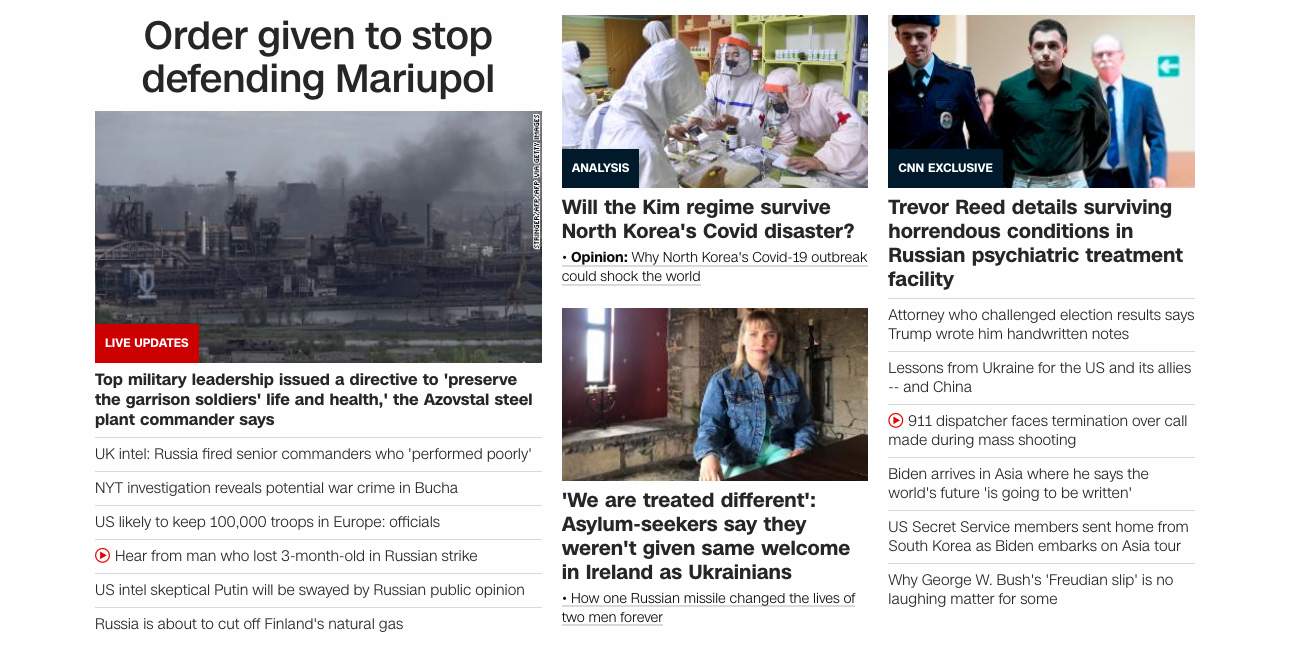 Order given to stop
defending Mariupol
STRINGER/AFP/AFP VIA GETTY IMAGES
LIVE UPDATES
Top military leadership issued a directive to 'preserve
the garrison soldiers' life and health,' the Azovstal steel
plant commander says
UK intel: Russia fired senior commanders who 'performed poorly'
NYT investigation reveals potential war crime in Bucha
US likely to keep 100,000 troops in Europe: officials
Hear from man who lost 3-month-old in Russian strike
US intel skeptical Putin will be swayed by Russian public opinion
Russia is about to cut off Finland's natural gas
ANALYSIS
Will the Kim regime survive
North Korea's Covid disaster?
• Opinion: Why North Korea's Covid-19 outbreak
could shock the world
'We are treated different':
Asylum-seekers say they
weren't given same welcome
in Ireland as Ukrainians
• How one Russian missile changed the lives of
two men forever
CNN EXCLUSIVE
Trevor Reed details surviving
horrendous conditions in
Russian psychiatric treatment
facility
Attorney who challenged election results says
Trump wrote him handwritten notes
Lessons from Ukraine for the US and its allies
-- and China
911 dispatcher faces termination over call
made during mass shooting
Biden arrives in Asia where he says the
world's future 'is going to be written'
US Secret Service members sent home from
South Korea as Biden embarks on Asia tour
Why George W. Bush's 'Freudian slip' is no
laughing matter for some